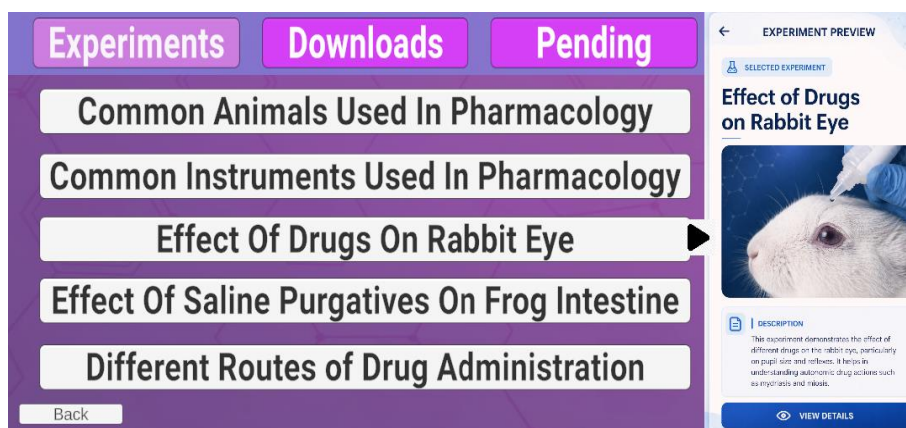 Experiments
Downloads
Pending
Common Animals Used In Pharmacology
Common Instruments Used In Pharmacology
Effect Of Drugs On Rabbit Eye
Effect Of Saline Purgatives On Frog Intestine
Different Routes of Drug Administration
Back
EXPERIMENT PREVIEW
SELECTED EXPERIMENT
Effect of Drugs
on Rabbit Eye
DESCRIPTION
This experiment demonstrates the effect of
different drugs on the rabbit eye, particularly
on pupil size and reflexes. It helps in
understanding autonomic drug actions such
as mydriasis and miosis.
VIEW DETAILS